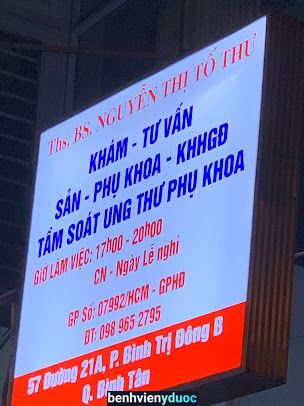 Ths. BS. NGUYỄN THỊ TỐ THƯ
KHÁM - TƯ VẤN
SẢN - PHỤ KHOA - KHHGĐ
TẦM SOÁT UNG THƯ PHỤ KHOA
GIỜ LÀM VIỆC: 17h00 - 20h00
CN - Ngày Lễ nghỉ
GP Số: 07992/HCM - GPHĐ
ĐT: 098 965 2795
57 Đường 21A, P. Bình Trị Đông B
Q. Bình Tân
benhvienyduoc